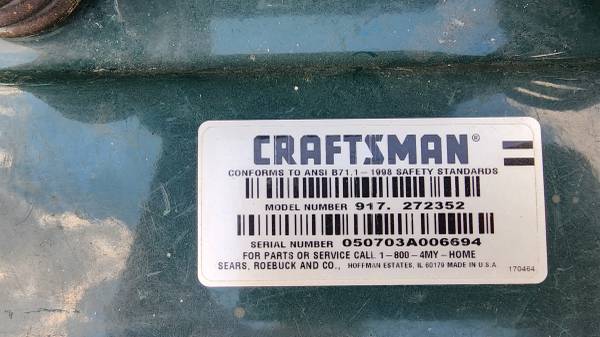 CRAFTSMAN®
CONFORMS TO ANSI B71.1-1998 SAFETY STANDARDS
MODEL NUMBER 917. 272352
SERIAL NUMBER 050703A006694
FOR PARTS OR SERVICE CALL 1-800-4MY-HOME
SEARS, ROEBUCK AND CO., HOFFMAN ESTATES, IL 60179 MADE IN U.S.A.
170464